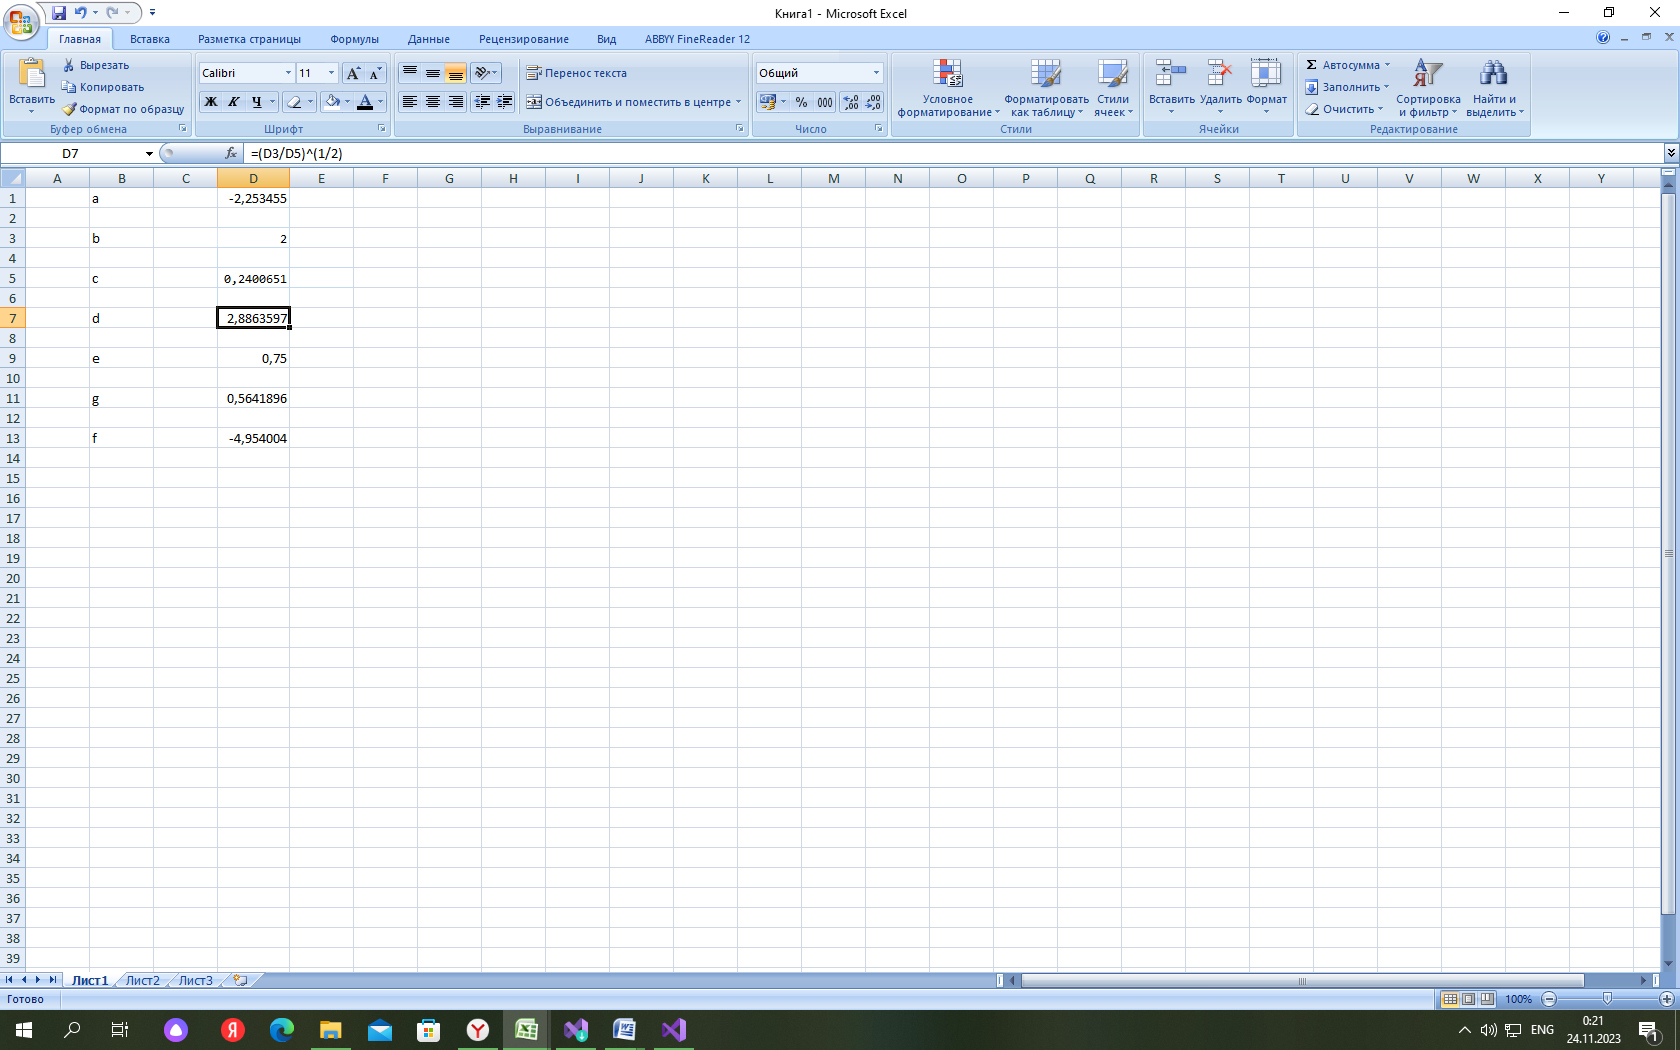 Книга1 - Microsoft Excel
Главная Вставка Разметка страницы Формулы Данные Рецензирование Вид ABBYY FineReader 12
Вставить
Вырезать
Копировать
Формат по образцу
Буфер обмена
Calibri 11
Ж К Ч
Шрифт
Перенос текста
Объединить и поместить в центре
Выравнивание
Общий
% 000
Число
Условное форматирование
Форматировать как таблицу
Стили ячеек
Стили
Вставить Удалить Формат
Ячейки
Σ Автосумма
Заполнить
Очистить
Сортировка и фильтр
Найти и выделить
Редактирование
D7 fx =(D3/D5)^(1/2)
A B C D E F G H I J K L M N O P Q R S T U V W X Y
1 a -2,253455
2
3 b 2
4
5 c 0,2400651
6
7 d 2,8863597
8
9 e 0,75
10
11 g 0,5641896
12
13 f -4,954004
14
15
16
17
18
19
20
21
22
23
24
25
26
27
28
29
30
31
32
33
34
35
36
37
38
39
Лист1 Лист2 Лист3
Готово 100%
ENG 0:21
24.11.2023
1